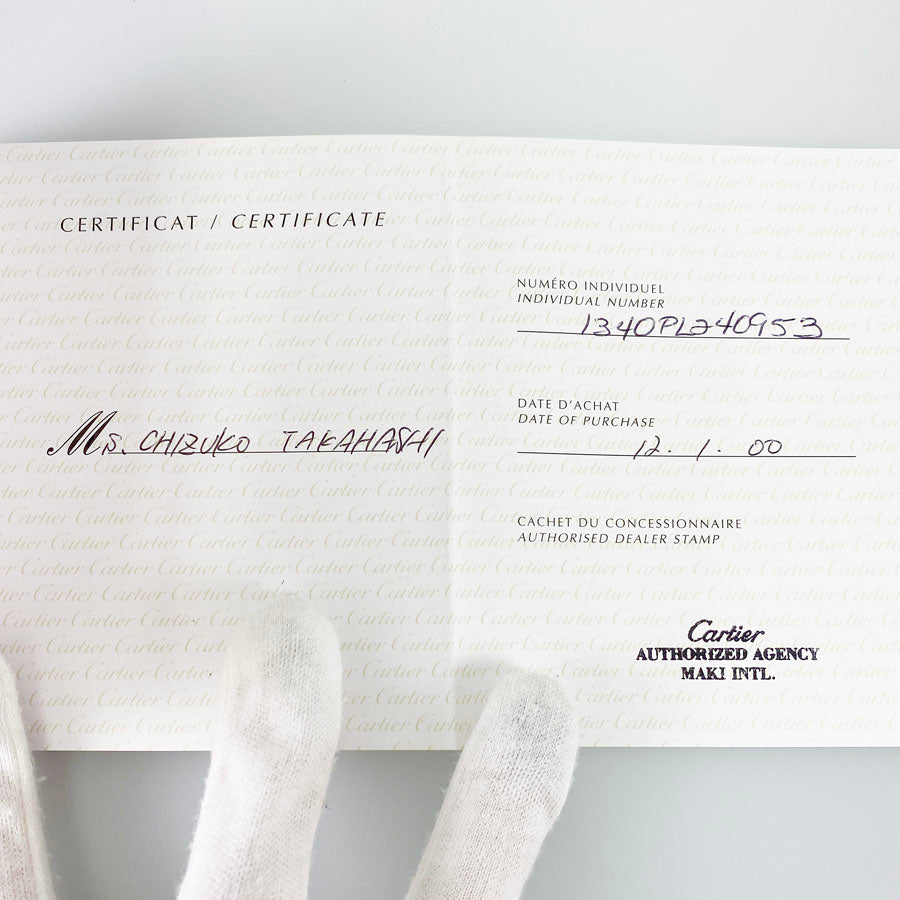 CERTIFICAT / CERTIFICATE
Ms. CHIZUKO TAKAHASHI
NUMÉRO INDIVIDUEL
INDIVIDUAL NUMBER
1340PL240953
DATE D'ACHAT
DATE OF PURCHASE
12. 1. 00
CACHET DU CONCESSIONNAIRE
AUTHORISED DEALER STAMP
Cartier
AUTHORIZED AGENCY
MAKI INTL.